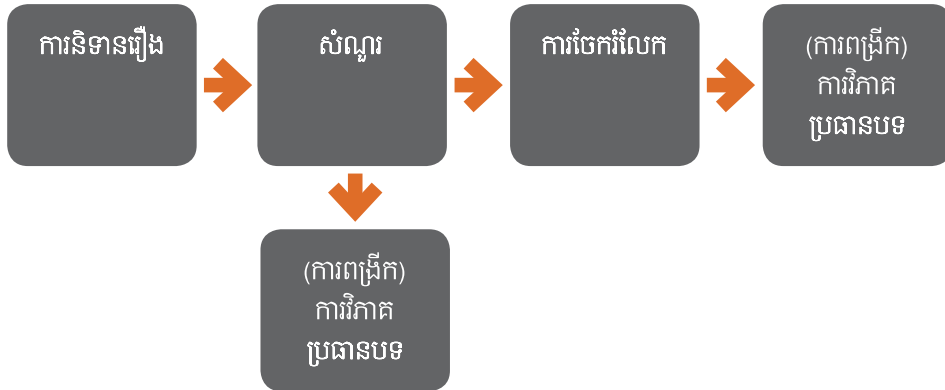 ការនិទានរឿង
សំណួរ
ការចែករំលែក
(ការពង្រីក)
ការវិភាគ
ប្រធានបទ
(ការពង្រីក)
ការវិភាគ
ប្រធានបទ